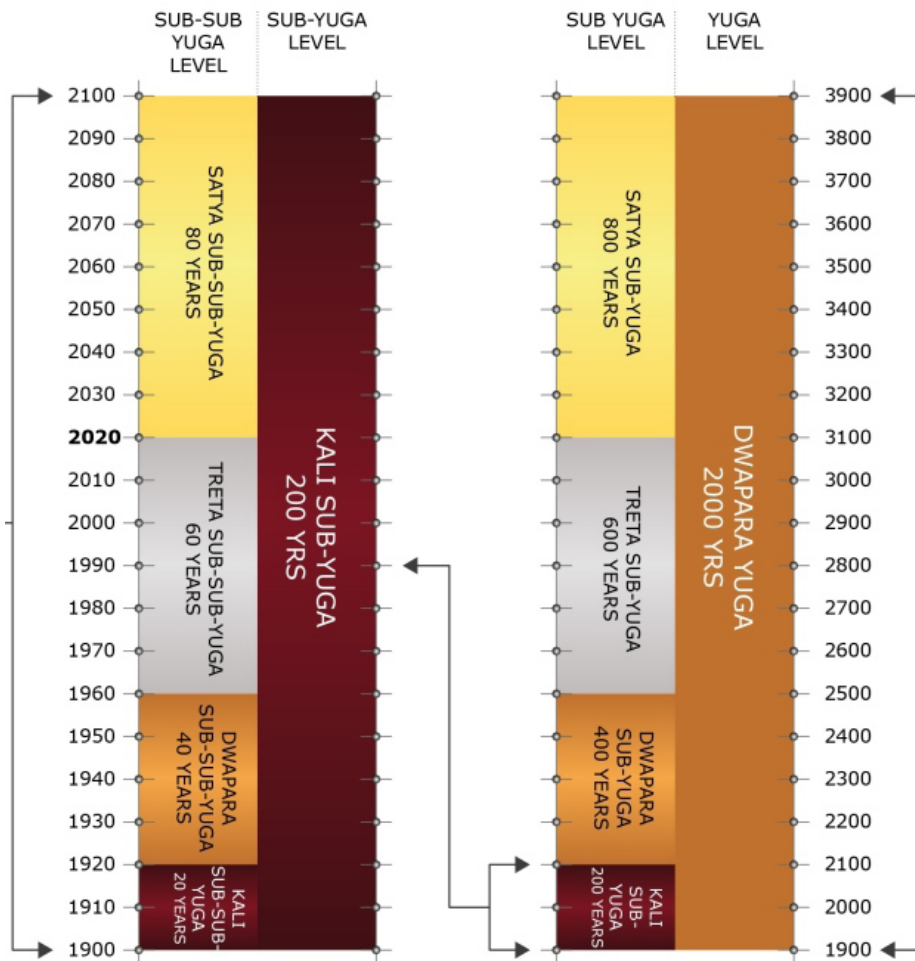 SUB-SUB
YUGA
LEVEL
SUB-YUGA
LEVEL
SUB YUGA
LEVEL
YUGA
LEVEL
2100
2090
2080
2070
2060
2050
2040
2030
2020
2010
2000
1990
1980
1970
1960
1950
1940
1930
1920
1910
1900
SATYA SUB-SUB-YUGA
80 YEARS
TRETA SUB-SUB-YUGA
60 YEARS
DWAPARA
SUB-SUB-YUGA
40 YEARS
KALI
SUB-SUB-
YUGA
20 YEARS
KALI SUB-YUGA
200 YRS
SATYA SUB-YUGA
800 YEARS
TRETA SUB-YUGA
600 YEARS
DWAPARA
SUB-YUGA
400 YEARS
KALI
SUB-
YUGA
200 YEARS
DWAPARA YUGA
2000 YRS
3900
3800
3700
3600
3500
3400
3300
3200
3100
3000
2900
2800
2700
2600
2500
2400
2300
2200
2100
2000
1900